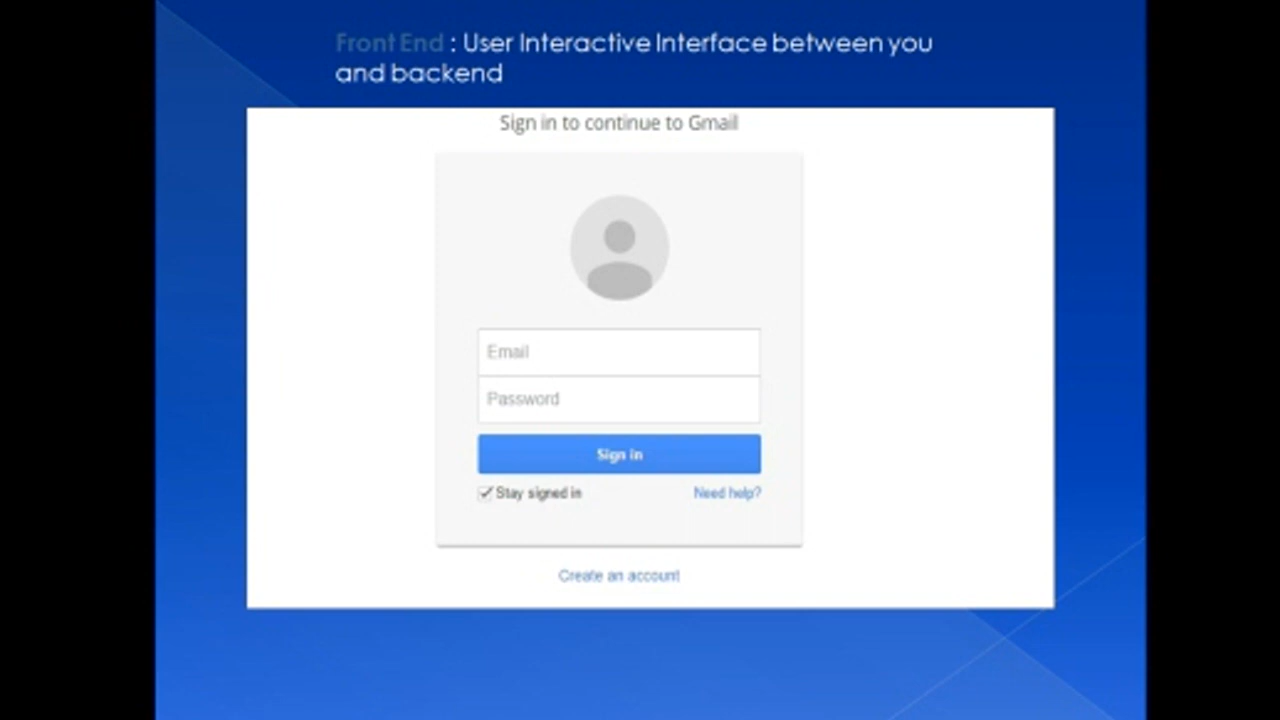 Front End : User Interactive Interface between you
and backend
Sign in to continue to Gmail
Email
Password
Sign in
Stay signed in
Need help?
Create an account